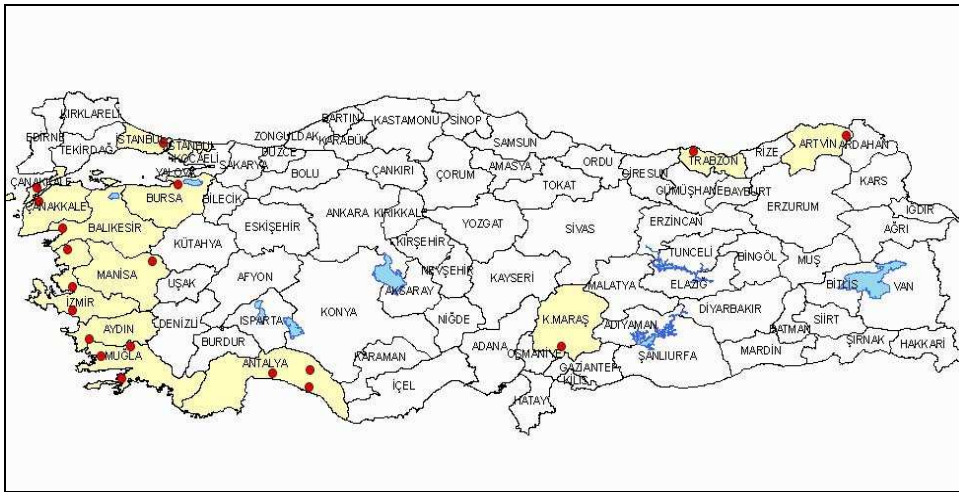 KIRKLARELİ
EDİRNE
TEKİRDAĞ
İSTANBUL
İSTANBUL
KOCAELİ
YALOVA
SAKARYA
DÜZCE
ZONGULDAK
BARTIN
KARABÜK
KASTAMONU
SİNOP
SAMSUN
ORDU
GİRESUN
TRABZON
RİZE
ARTVİN
ARDAHAN
KARS
IĞDIR
AĞRI
ÇANAKKALE
ÇANAKKALE
BALIKESİR
BURSA
BİLECİK
BOLU
ÇANKIRI
ÇORUM
AMASYA
TOKAT
GÜMÜŞHANE
BAYBURT
ERZURUM
ERZİNCAN
KÜTAHYA
ESKİŞEHİR
ANKARA
KIRIKKALE
YOZGAT
SİVAS
TUNCELİ
BİNGÖL
MUŞ
MANİSA
UŞAK
AFYON
KIRŞEHİR
NEVŞEHİR
KAYSERİ
MALATYA
ELAZIĞ
BİTLİS
VAN
İZMİR
AYDIN
DENİZLİ
ISPARTA
KONYA
AKSARAY
NİĞDE
K.MARAŞ
ADIYAMAN
DİYARBAKIR
BATMAN
SİİRT
ŞIRNAK
HAKKARİ
MUĞLA
BURDUR
ANTALYA
KARAMAN
İÇEL
ADANA
OSMANİYE
GAZİANTEP
KİLİS
ŞANLIURFA
MARDİN
HATAY